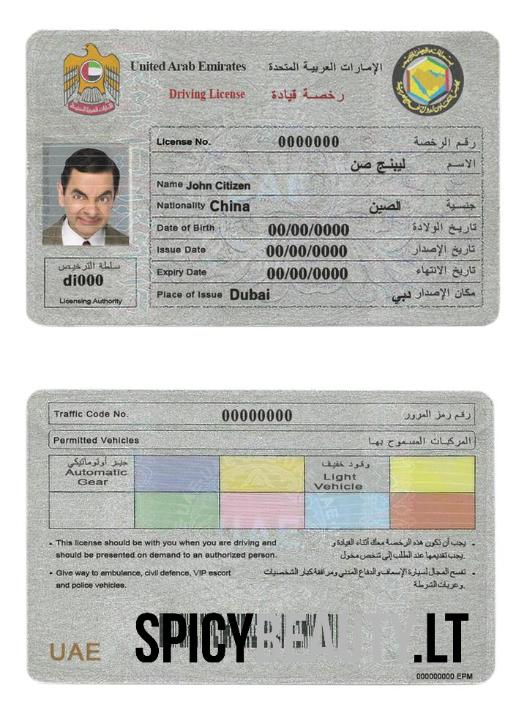 United Arab Emirates الإمارات العربية المتحدة
Driving License رخصة قيادة
License No. 0000000 رقم الرخصة
ليبنج صن الاسم
Name John Citizen
Nationality China الصين جنسية
Date of Birth 00/00/0000 تاريخ الولادة
Issue Date 00/00/0000 تاريخ الإصدار
Expiry Date 00/00/0000 تاريخ الانتهاء
Place of Issue Dubai مكان الإصدار دبي
سلطة الترخيص
di000
Licensing Authority
Traffic Code No. 00000000 رقم رمز المرور
Permitted Vehicles المركبات المسموح بها
جير أوتوماتيكي
Automatic
Gear
وقود خفيف
Light
Vehicle
• This license should be with you when you are driving and
should be presented on demand to an authorized person.
• يجب أن تكون هذه الرخصة معك أثناء القيادة و
يجب تقديمها عند الطلب إلى شخص مخول.
• Give way to ambulance, civil defence, VIP escort
and police vehicles.
• تفسح المجال لسيارة الإسعاف والدفاع المدني ومرافقة كبار الشخصيات
وعربات الشرطة.
UAE
SPICYBEAUTY.LT
000000000 EPM